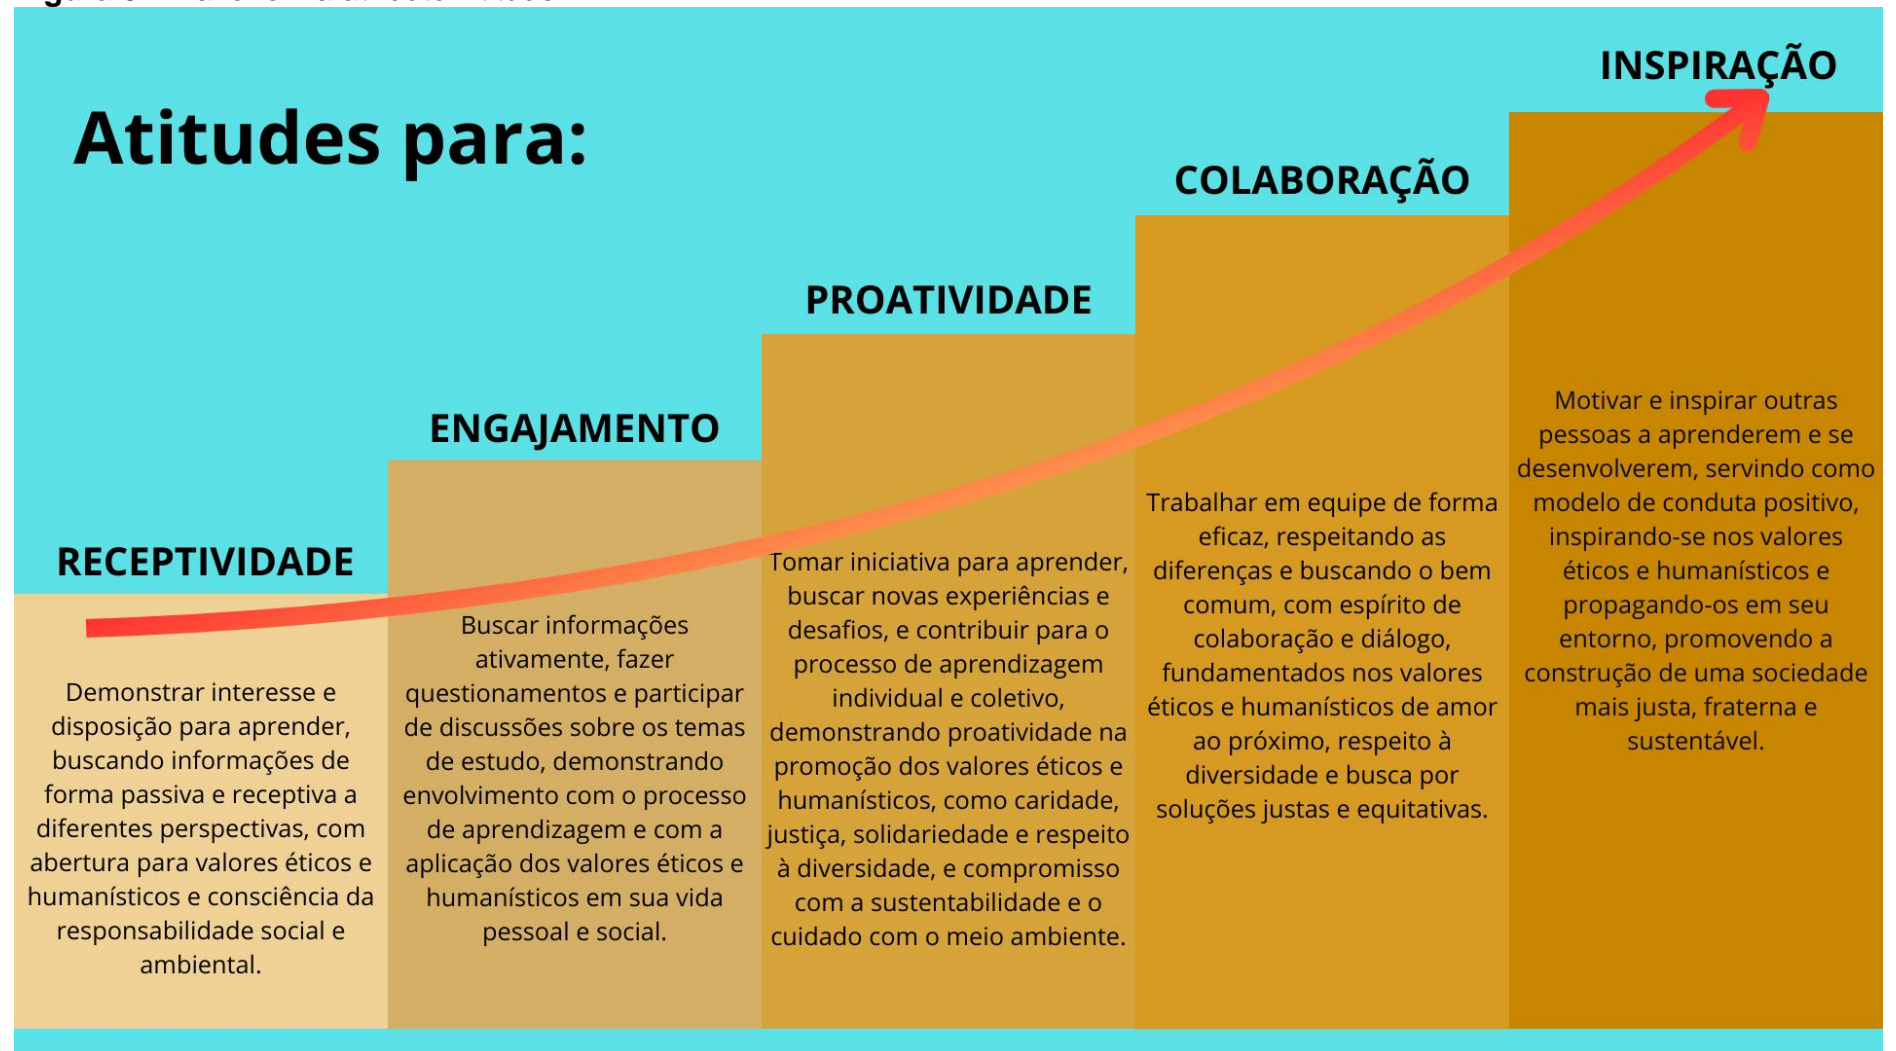 Atitudes para:
RECEPTIVIDADE
Demonstrar interesse e
disposição para aprender,
buscando informações de
forma passiva e receptiva a
diferentes perspectivas, com
abertura para valores éticos e
humanísticos e consciência da
responsabilidade social e
ambiental.
ENGAJAMENTO
Buscar informações
ativamente, fazer
questionamentos e participar
de discussões sobre os temas
de estudo, demonstrando
envolvimento com o processo
de aprendizagem e com a
aplicação dos valores éticos e
humanísticos em sua vida
pessoal e social.
PROATIVIDADE
Tomar iniciativa para aprender,
buscar novas experiências e
desafios, e contribuir para o
processo de aprendizagem
individual e coletivo,
demonstrando proatividade na
promoção dos valores éticos e
humanísticos, como caridade,
justiça, solidariedade e respeito
à diversidade, e compromisso
com a sustentabilidade e o
cuidado com o meio ambiente.
COLABORAÇÃO
Trabalhar em equipe de forma
eficaz, respeitando as
diferenças e buscando o bem
comum, com espírito de
colaboração e diálogo,
fundamentados nos valores
éticos e humanísticos de amor
ao próximo, respeito à
diversidade e busca por
soluções justas e equitativas.
INSPIRAÇÃO
Motivar e inspirar outras
pessoas a aprenderem e se
desenvolverem, servindo como
modelo de conduta positivo,
inspirando-se nos valores
éticos e humanísticos e
propagando-os em seu
entorno, promovendo a
construção de uma sociedade
mais justa, fraterna e
sustentável.